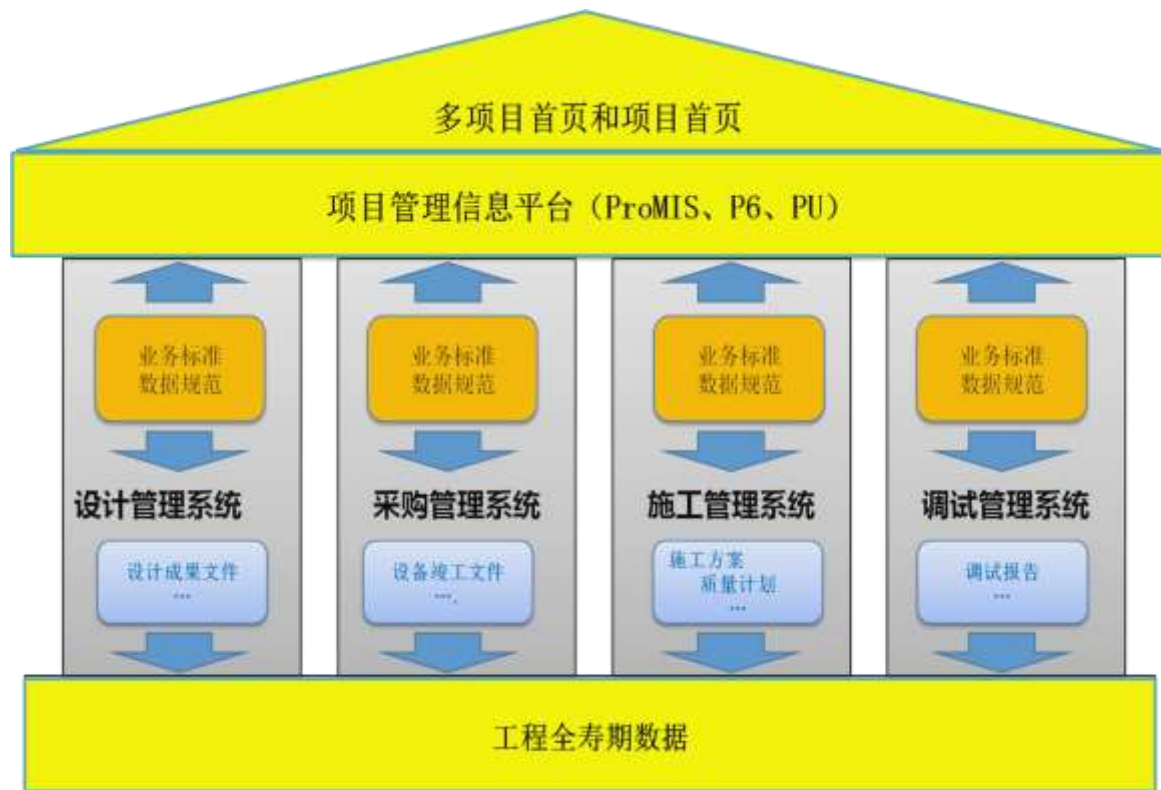 多项目首页和项目首页
项目管理信息平台（ProMIS、P6、PU）
业务标准
数据规范
设计管理系统
设计成果文件
…
业务标准
数据规范
采购管理系统
设备竣工文件
….
业务标准
数据规范
施工管理系统
施工方案
质量计划
…
业务标准
数据规范
调试管理系统
调试报告
…
工程全寿期数据